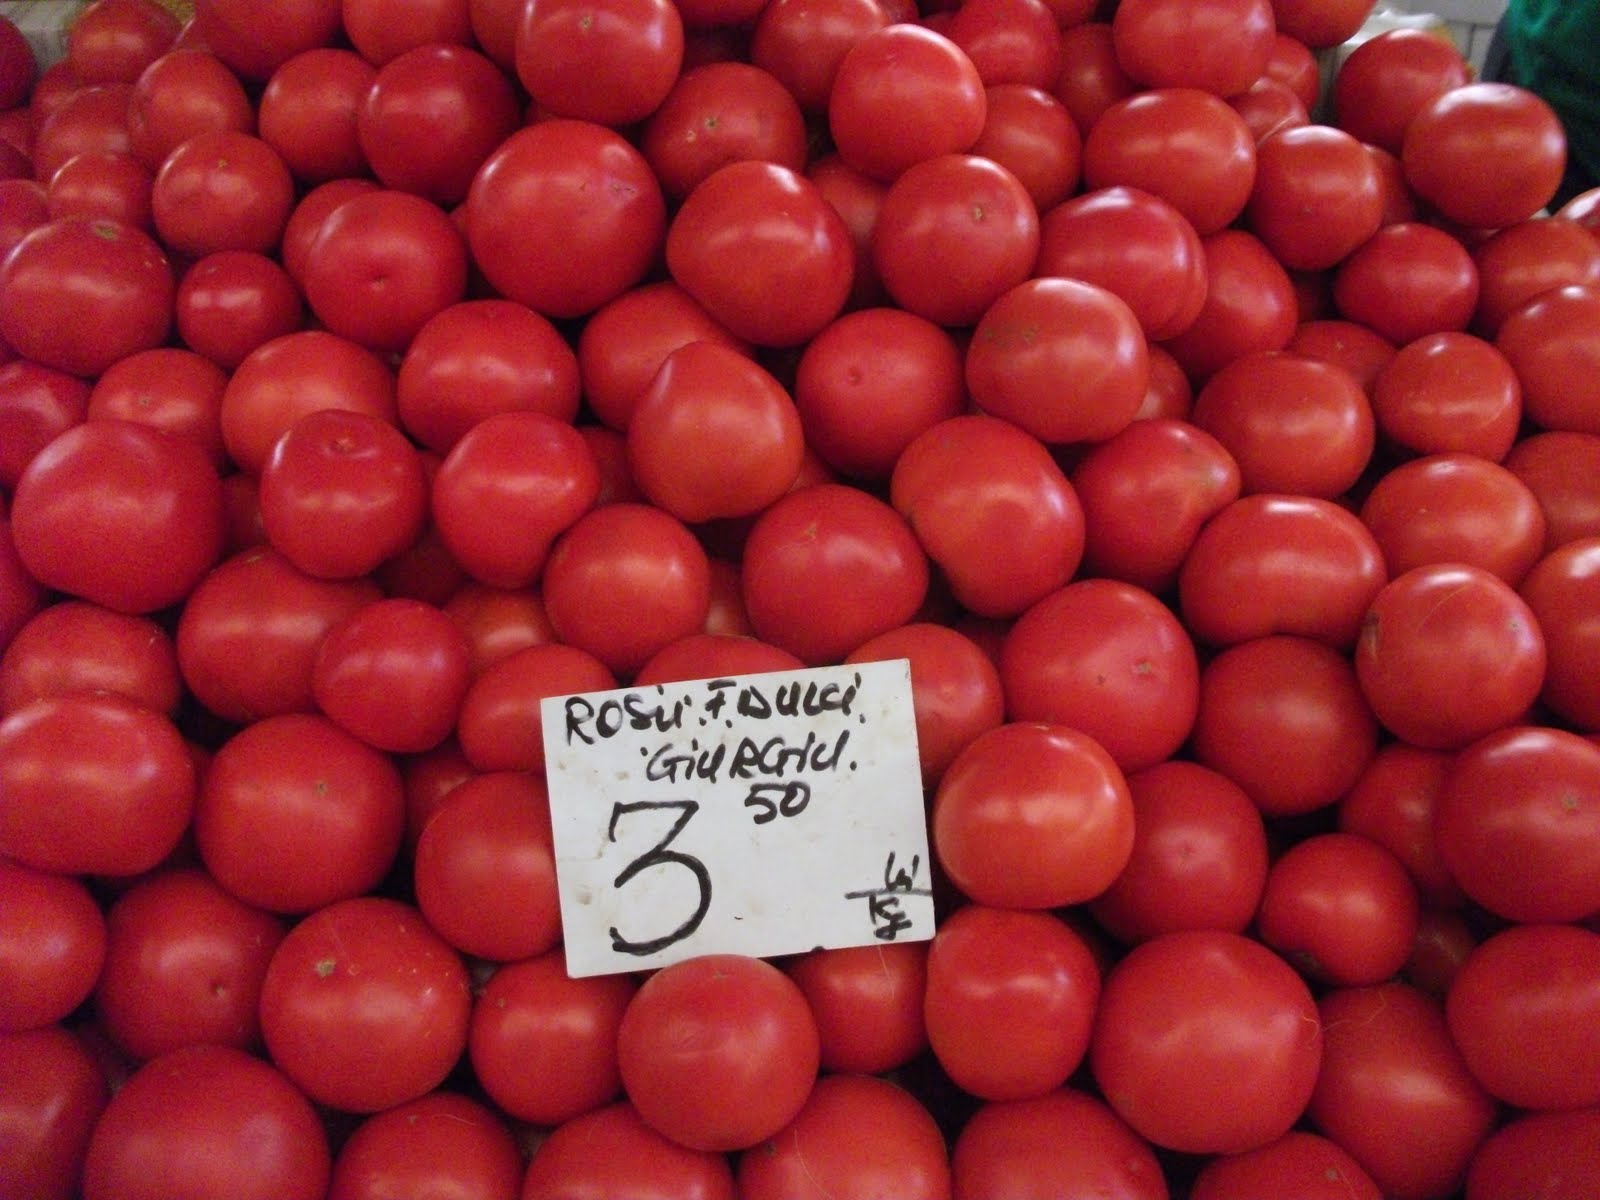 ROSii. F. DULCi.
GiURGiU.
3 50
Lei
Kg